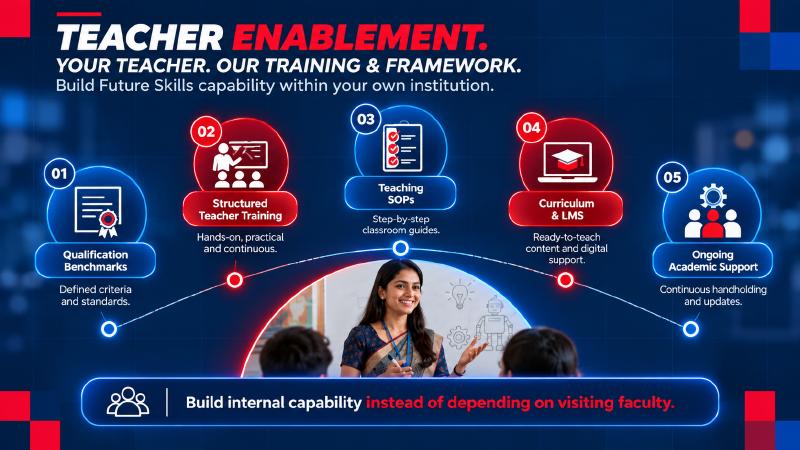 TEACHER ENABLEMENT.
YOUR TEACHER. OUR TRAINING & FRAMEWORK.
Build Future Skills capability within your own institution.
01
Qualification
Benchmarks
Defined criteria
and standards.
02
Structured
Teacher Training
Hands-on, practical
and continuous.
03
Teaching
SOPs
Step-by-step
classroom guides.
04
Curriculum
& LMS
Ready-to-teach
content and digital
support.
05
Ongoing
Academic Support
Continuous handholding
and updates.
Build internal capability instead of depending on visiting faculty.